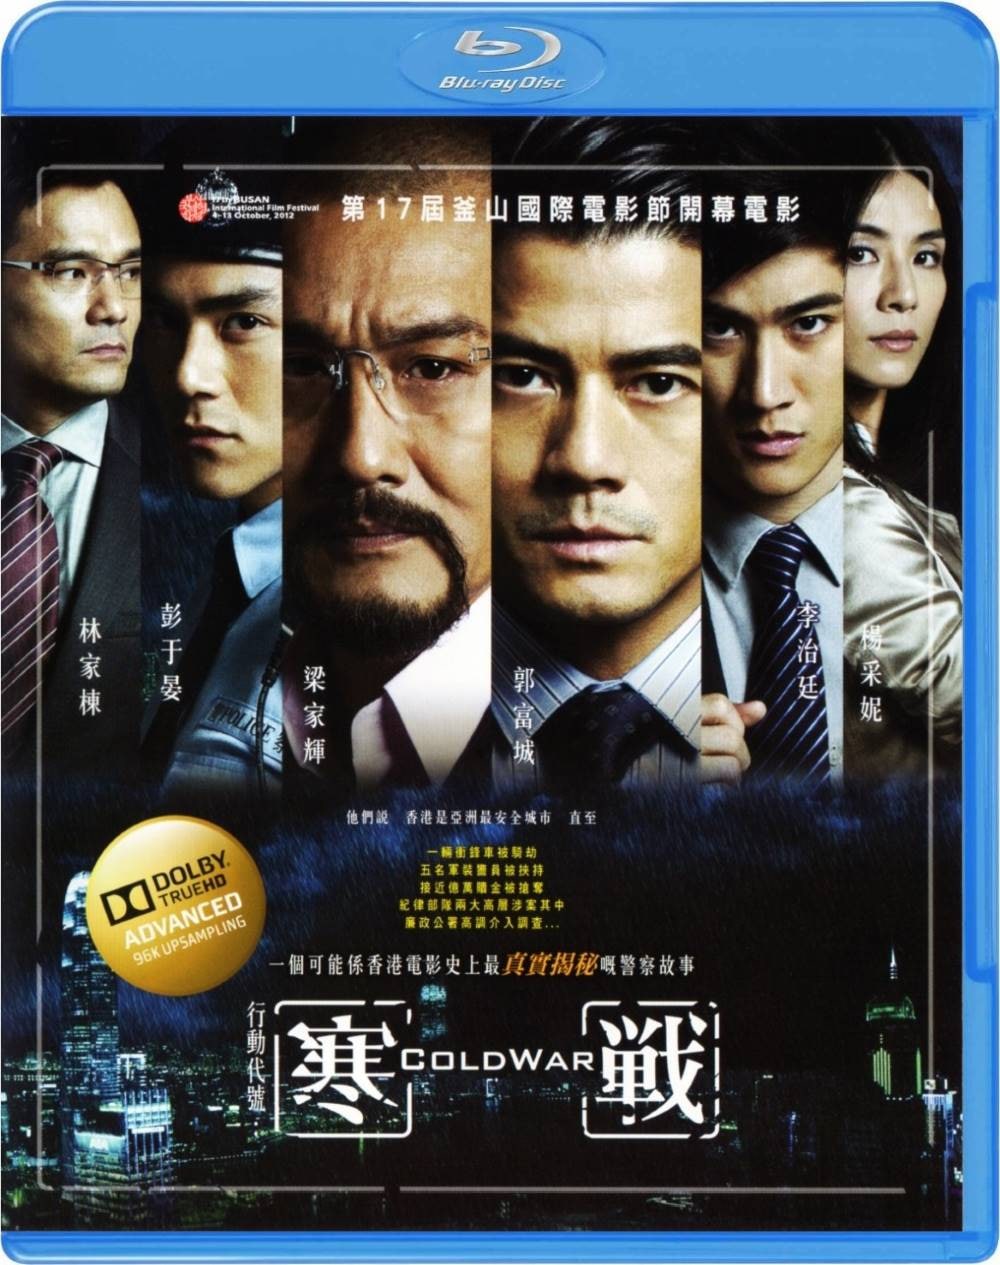 Blu-ray Disc
17th BUSAN
International Film Festival
4-13 October, 2012
第17屆釜山國際電影節開幕電影
林家棟
彭于晏
梁家輝
郭富城
李治廷
楊采妮
POLICE
他們説 香港是亞洲最安全城市 直至
一輛衝鋒車被騎劫
五名軍裝警員被挾持
接近億萬贖金被搶奪
紀律部隊兩大高層涉案其中
廉政公署高調介入調查...
DOLBY
TRUEHD
ADVANCED
96K UPSAMPLING
一個可能係香港電影史上最真實揭秘嘅警察故事
行動代號:
寒 COLDWAR 戦